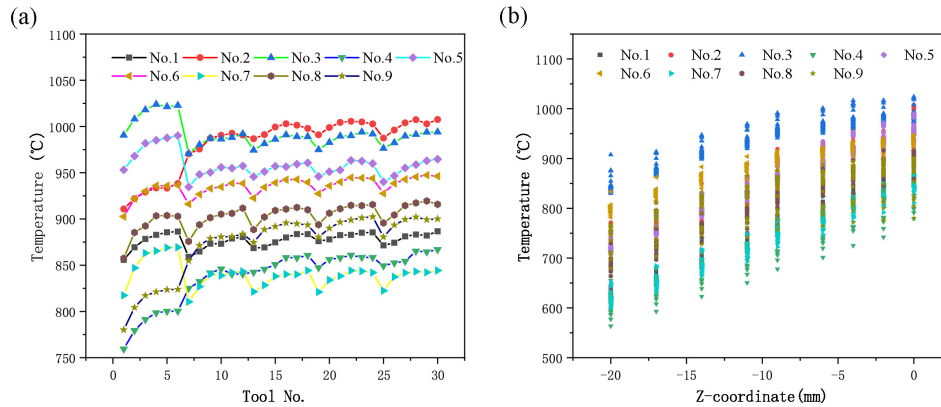 (a)
1100
1050
1000
950
900
850
800
750
0
5
10
15
20
25
30
Temperature (℃)
Tool No.
No.1 No.2 No.3 No.4 No.5
No.6 No.7 No.8 No.9
(b)
1100
1000
900
800
700
600
500
-20
-15
-10
-5
0
Temperature (℃)
Z-coordinate(mm)
No.1 No.2 No.3 No.4 No.5
No.6 No.7 No.8 No.9